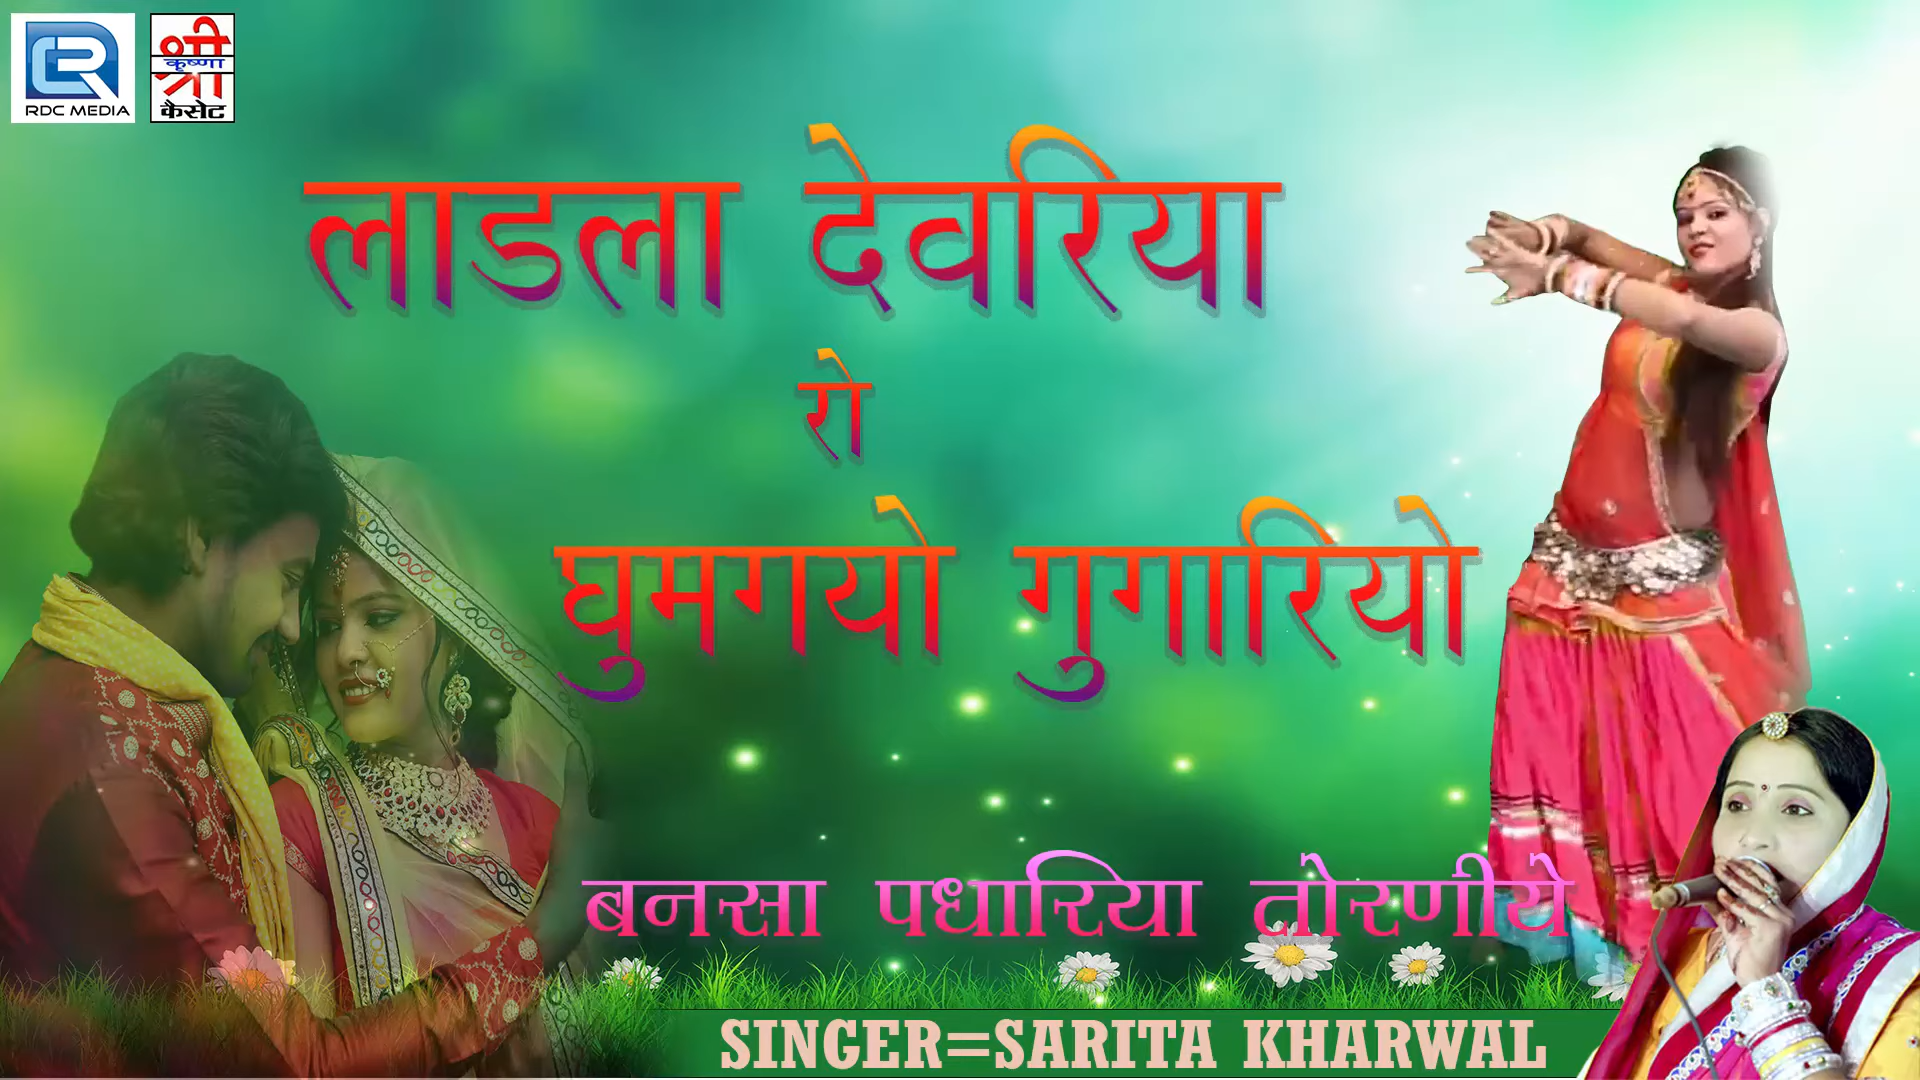 RDC MEDIA
श्री
कृष्णा
कैसेट
लाडला देवरिया
रो
घुमगयो गुगारियो
बनसा पधारिया तोरणीये
SINGER=SARITA KHARWAL